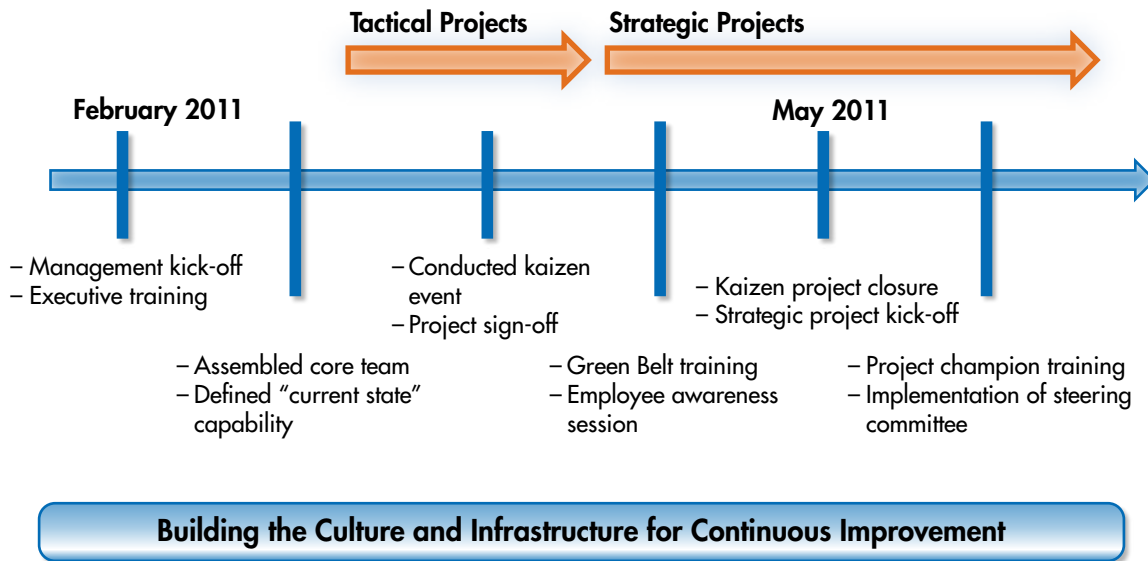 Tactical Projects
Strategic Projects
February 2011
May 2011
– Management kick-off
– Executive training
– Assembled core team
– Defined “current state”
capability
– Conducted kaizen
event
– Project sign-off
– Green Belt training
– Employee awareness
session
– Kaizen project closure
– Strategic project kick-off
– Project champion training
– Implementation of steering
committee
Building the Culture and Infrastructure for Continuous Improvement